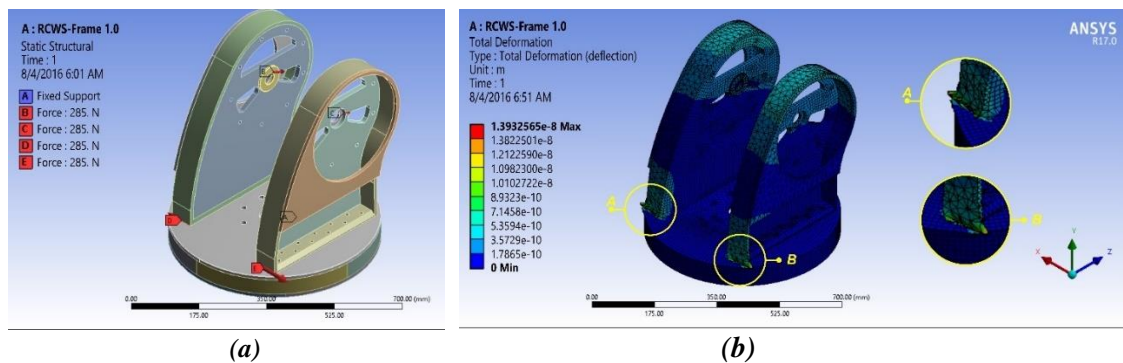 A : RCWS-Frame 1.0
Static Structural
Time : 1
8/4/2016 6:01 AM
A Fixed Support
B Force : 285. N
C Force : 285. N
D Force : 285. N
E Force : 285. N
E
C
D
A
0.00
350.00
700.00 (mm)
175.00
525.00
(a)
A : RCWS-Frame 1.0
Total Deformation
Type : Total Deformation (deflection)
Unit : m
Time : 1
8/4/2016 6:51 AM
1.3932565e-8 Max
1.3822501e-8
1.2122590e-8
1.0982300e-8
1.0102722e-8
8.9323e-10
7.1458e-10
5.3594e-10
3.5729e-10
1.7865e-10
0 Min
ANSYS
R17.0
A
A
B
B
Y
X
Z
0.00
350.00
700.00 (mm)
175.00
525.00
(b)